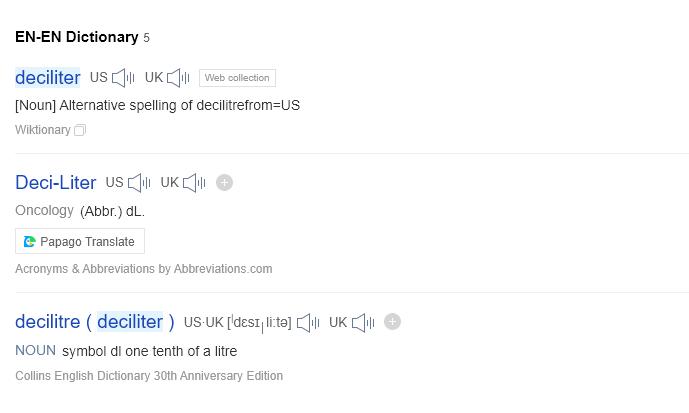 EN-EN Dictionary 5
deciliter US UK Web collection
[Noun] Alternative spelling of decilitrefrom=US
Wiktionary
Deci-Liter US UK
Oncology (Abbr.) dL.
Papago Translate
Acronyms & Abbreviations by Abbreviations.com
decilitre ( deciliter ) US·UK [ˈdɛsɪˌliːtə] UK
NOUN symbol dl one tenth of a litre
Collins English Dictionary 30th Anniversary Edition